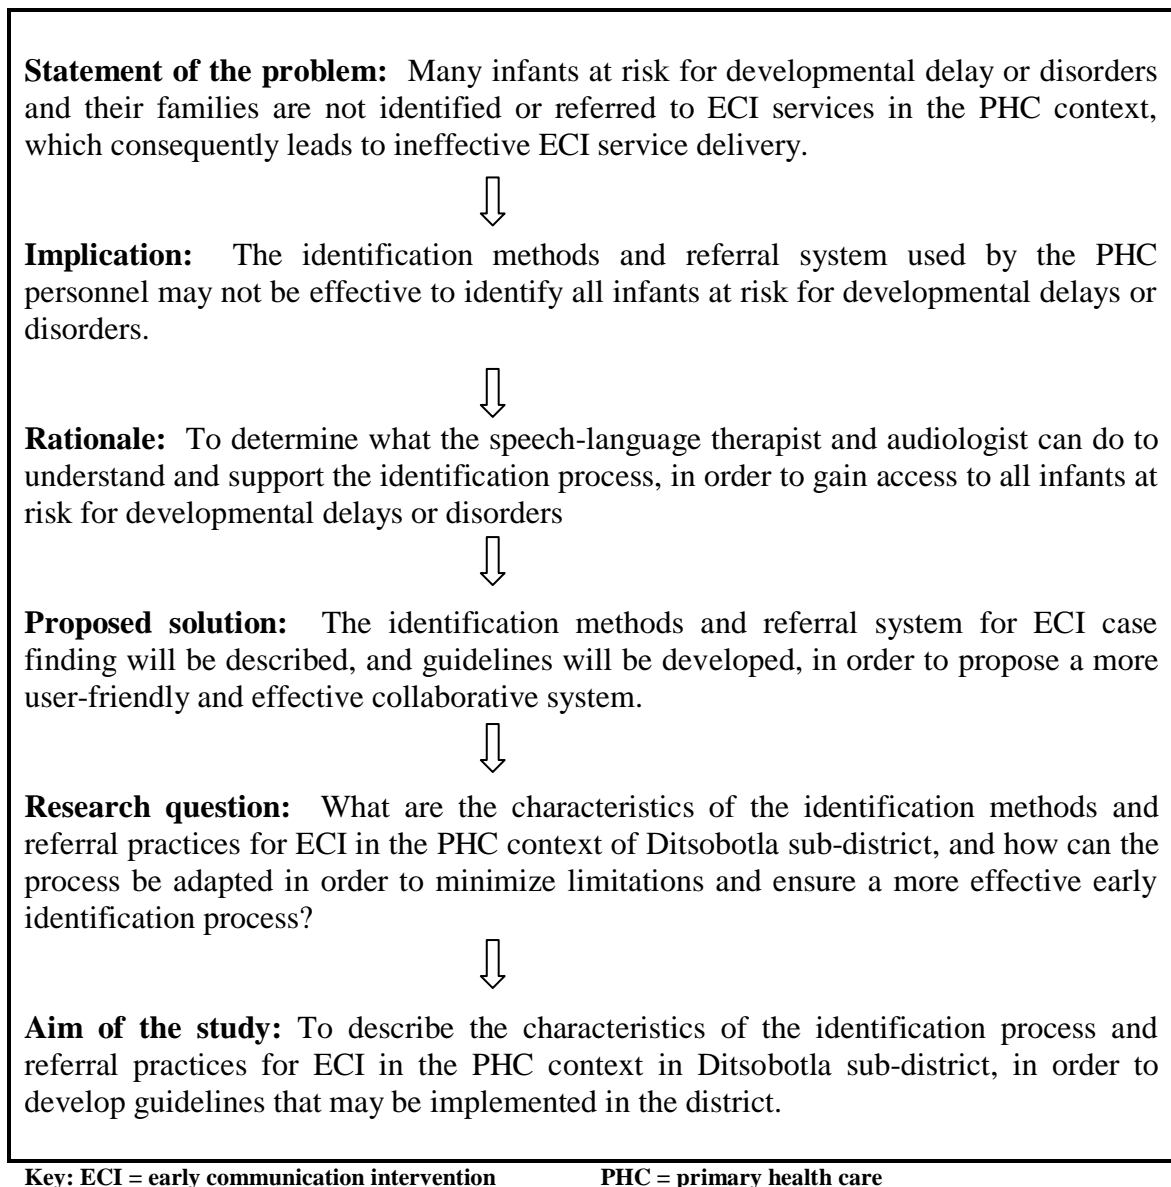 Statement of the problem: Many infants at risk for developmental delay or disorders
and their families are not identified or referred to ECI services in the PHC context,
which consequently leads to ineffective ECI service delivery.
Implication: The identification methods and referral system used by the PHC
personnel may not be effective to identify all infants at risk for developmental delays or
disorders.
Rationale: To determine what the speech-language therapist and audiologist can do to
understand and support the identification process, in order to gain access to all infants at
risk for developmental delays or disorders
Proposed solution: The identification methods and referral system for ECI case
finding will be described, and guidelines will be developed, in order to propose a more
user-friendly and effective collaborative system.
Research question: What are the characteristics of the identification methods and
referral practices for ECI in the PHC context of Ditsobotla sub-district, and how can the
process be adapted in order to minimize limitations and ensure a more effective early
identification process?
Aim of the study: To describe the characteristics of the identification process and
referral practices for ECI in the PHC context in Ditsobotla sub-district, in order to
develop guidelines that may be implemented in the district.
Key: ECI = early communication intervention PHC = primary health care